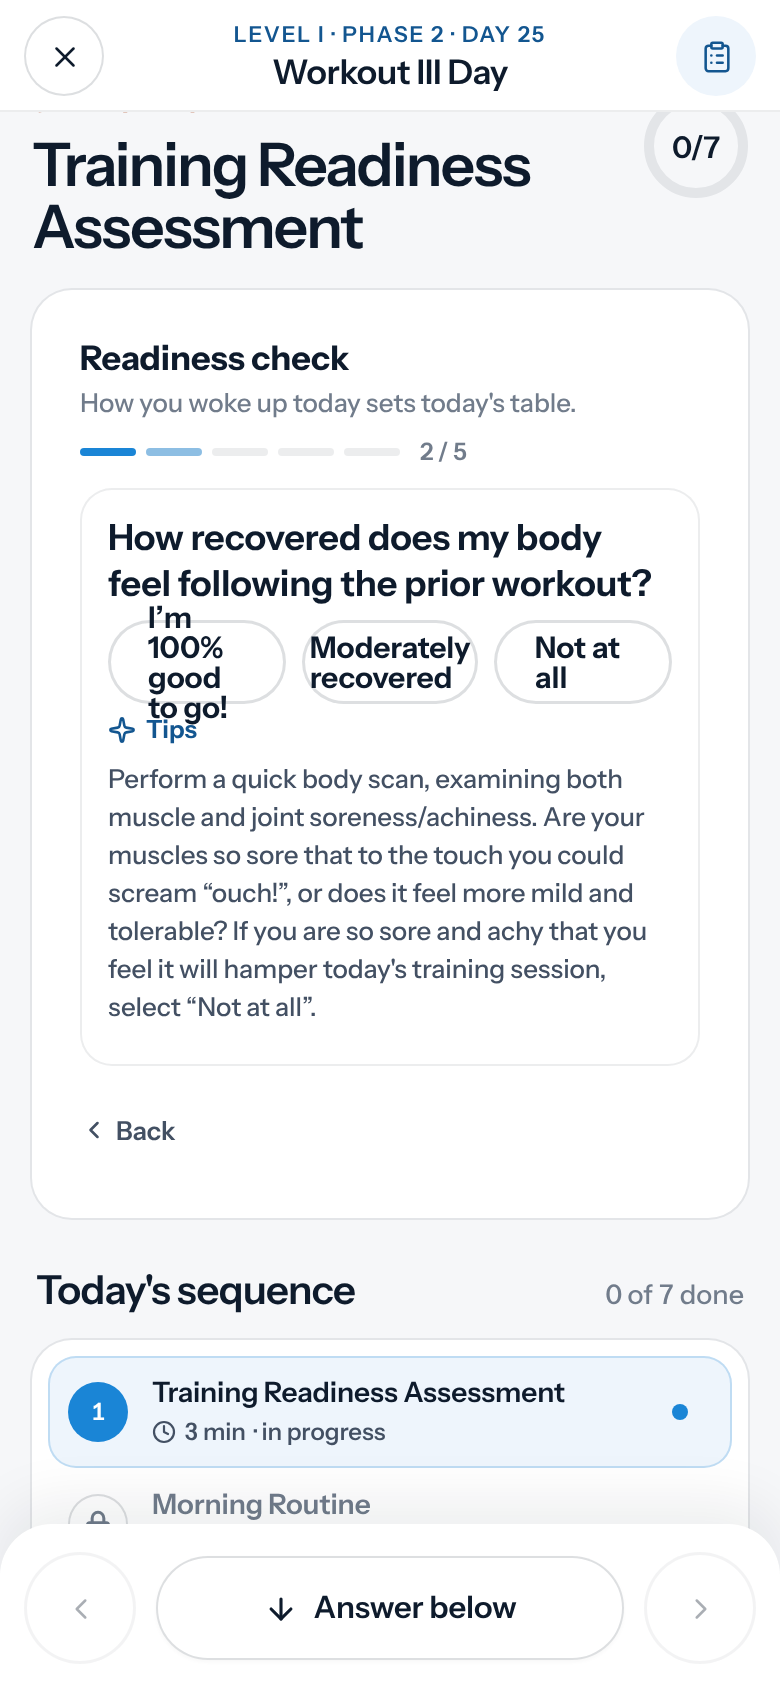 LEVEL I · PHASE 2 · DAY 25
Workout III Day
Training Readiness
Assessment
0/7
Readiness check
How you woke up today sets today's table.
2 / 5
How recovered does my body
feel following the prior workout?
I’m
100%
good
to go!
Moderately
recovered
Not at
all
Tips
Perform a quick body scan, examining both
muscle and joint soreness/achiness. Are your
muscles so sore that to the touch you could
scream “ouch!”, or does it feel more mild and
tolerable? If you are so sore and achy that you
feel it will hamper today's training session,
select “Not at all”.
Back
Today's sequence
0 of 7 done
1
Training Readiness Assessment
3 min · in progress
Morning Routine
Answer below